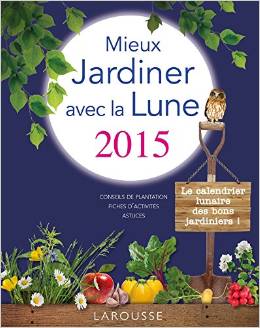 Mieux
Jardiner
avec la Lune
2015
CONSEILS DE PLANTATION
FICHES D'ACTIVITÉS
ASTUCES
Le calendrier
lunaire
des bons
jardiniers !
LAROUSSE